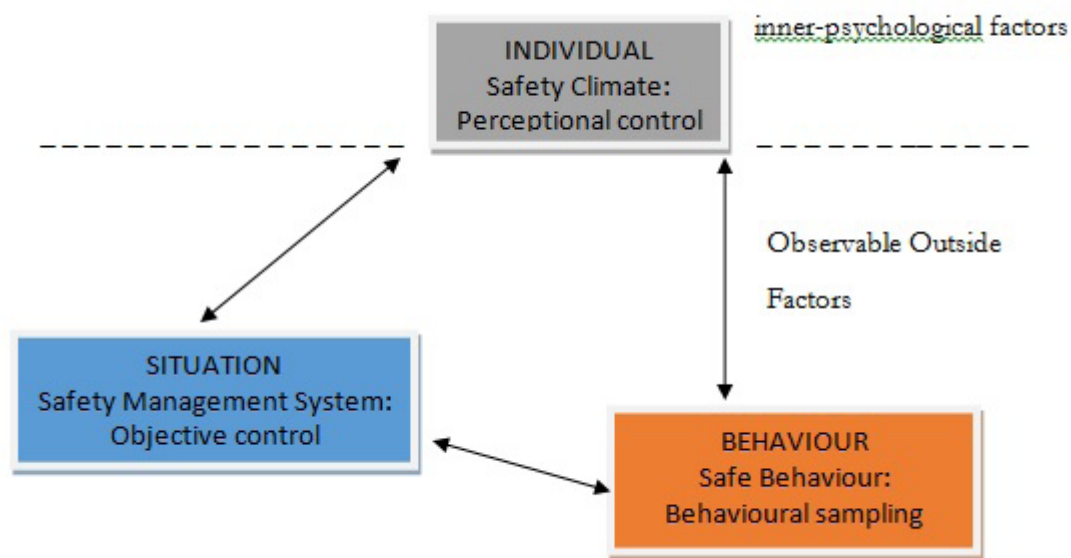 inner-psychological factors
INDIVIDUAL
Safety Climate:
Perceptional control
Observable Outside
Factors
SITUATION
Safety Management System:
Objective control
BEHAVIOUR
Safe Behaviour:
Behavioural sampling